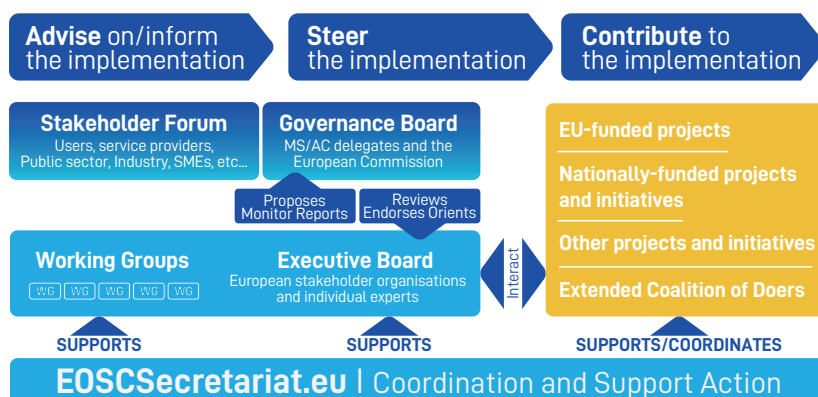 Advise on/inform
the implementation
Steer
the implementation
Contribute to
the implementation
Stakeholder Forum
Users, service providers,
Public sector, Industry, SMEs, etc...
Governance Board
MS/AC delegates and the
European Commission
Proposes
Monitor Reports
Reviews
Endorses Orients
Working Groups
WG WG WG WG WG
Executive Board
European stakeholder organisations
and individual experts
Interact
EU-funded projects
Nationally-funded projects
and initiatives
Other projects and initiatives
Extended Coalition of Doers
SUPPORTS
SUPPORTS
SUPPORTS/COORDINATES
EOSCSecretariat.eu | Coordination and Support Action